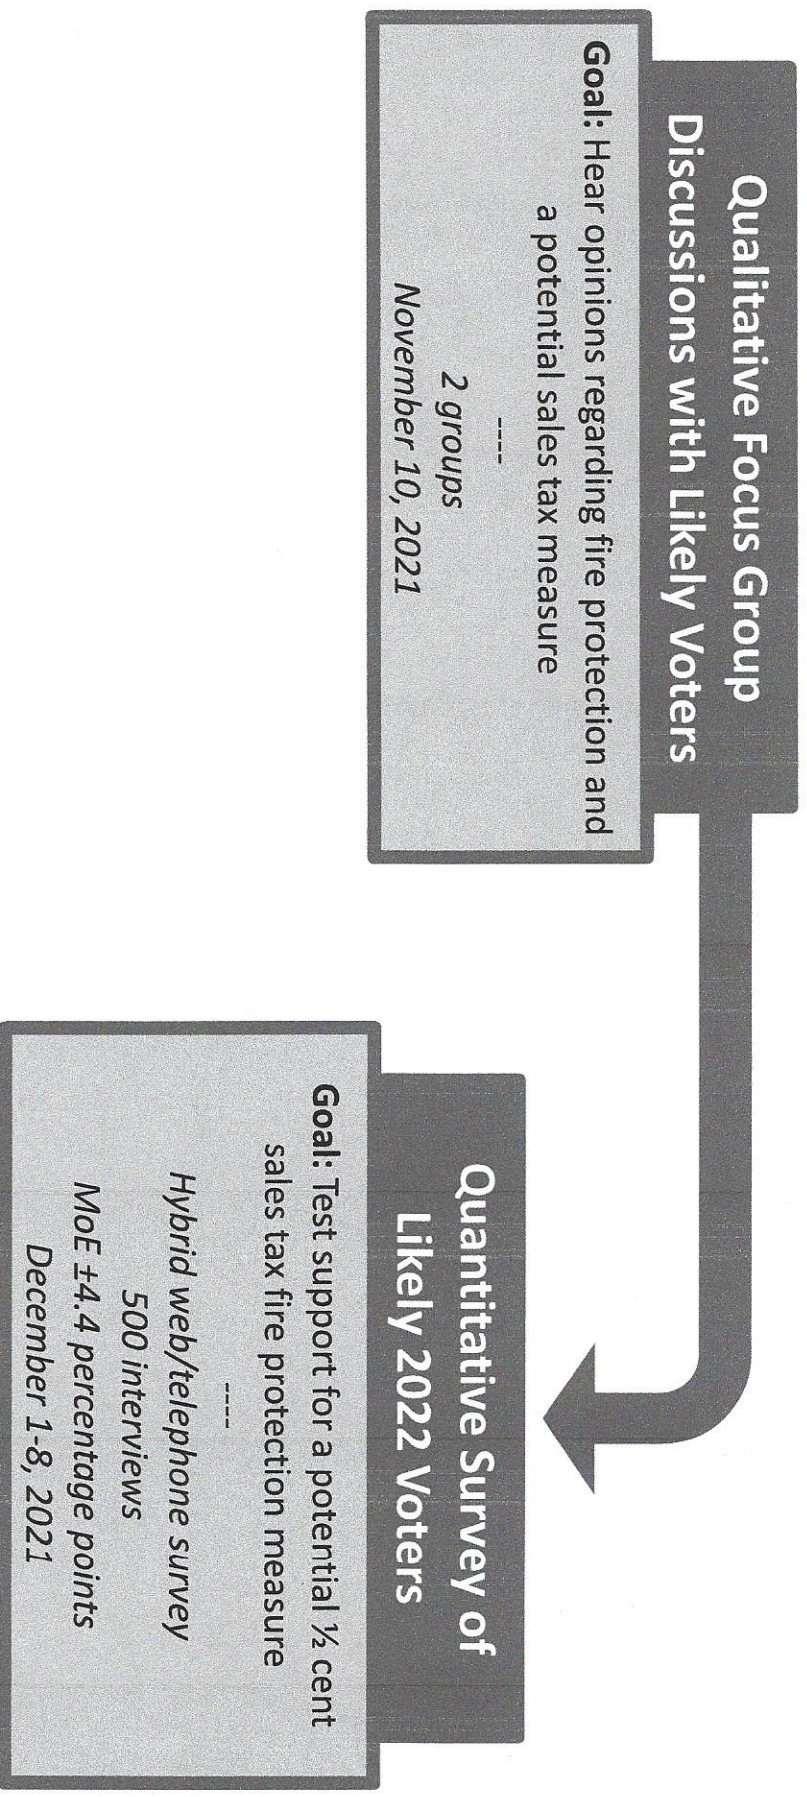 Qualitative Focus Group
Discussions with Likely Voters
Goal: Hear opinions regarding fire protection and
a potential sales tax measure
----
2 groups
November 10, 2021
Quantitative Survey of
Likely 2022 Voters
Goal: Test support for a potential ½ cent
sales tax fire protection measure
----
Hybrid web/telephone survey
500 interviews
MoE ±4.4 percentage points
December 1-8, 2021